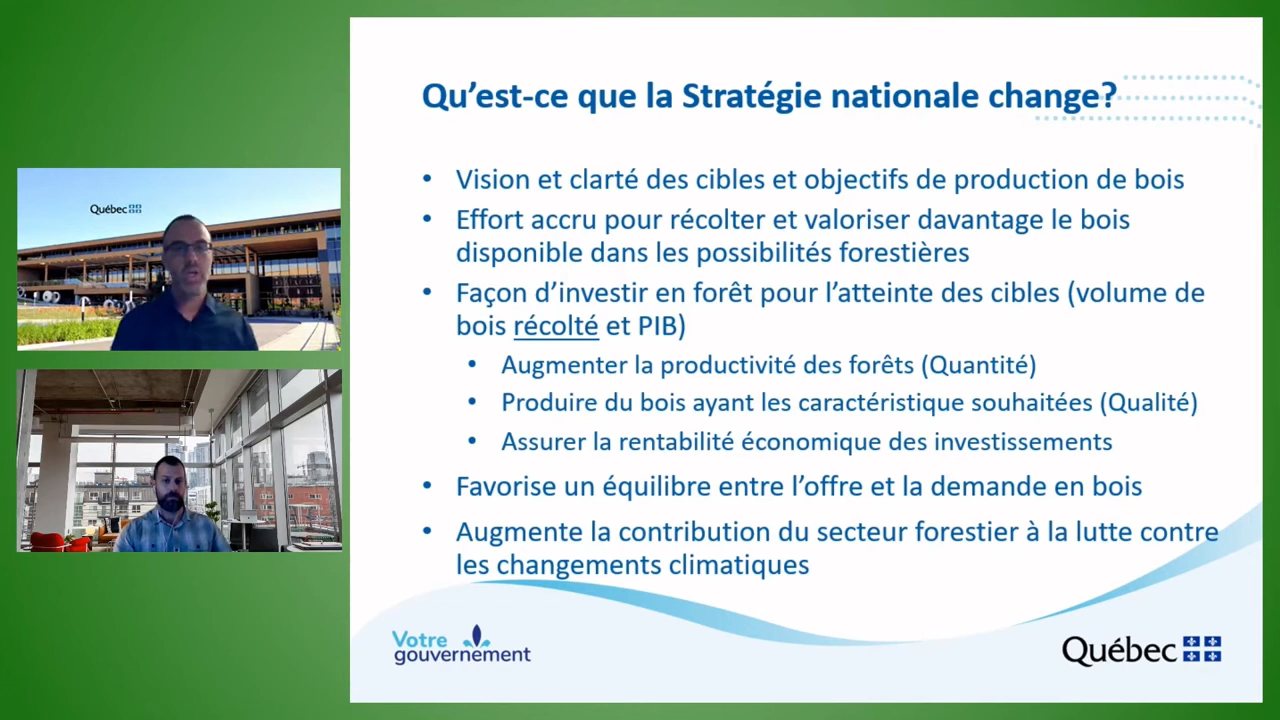 Qu'est-ce que la Stratégie nationale change?
• Vision et clarté des cibles et objectifs de production de bois
• Effort accru pour récolter et valoriser davantage le bois
disponible dans les possibilités forestières
• Façon d'investir en forêt pour l'atteinte des cibles (volume de
bois récolté et PIB)
• Augmenter la productivité des forêts (Quantité)
• Produire du bois ayant les caractéristique souhaitées (Qualité)
• Assurer la rentabilité économique des investissements
• Favorise un équilibre entre l'offre et la demande en bois
• Augmente la contribution du secteur forestier à la lutte contre
les changements climatiques
Votre
gouvernement
Québec
Québec